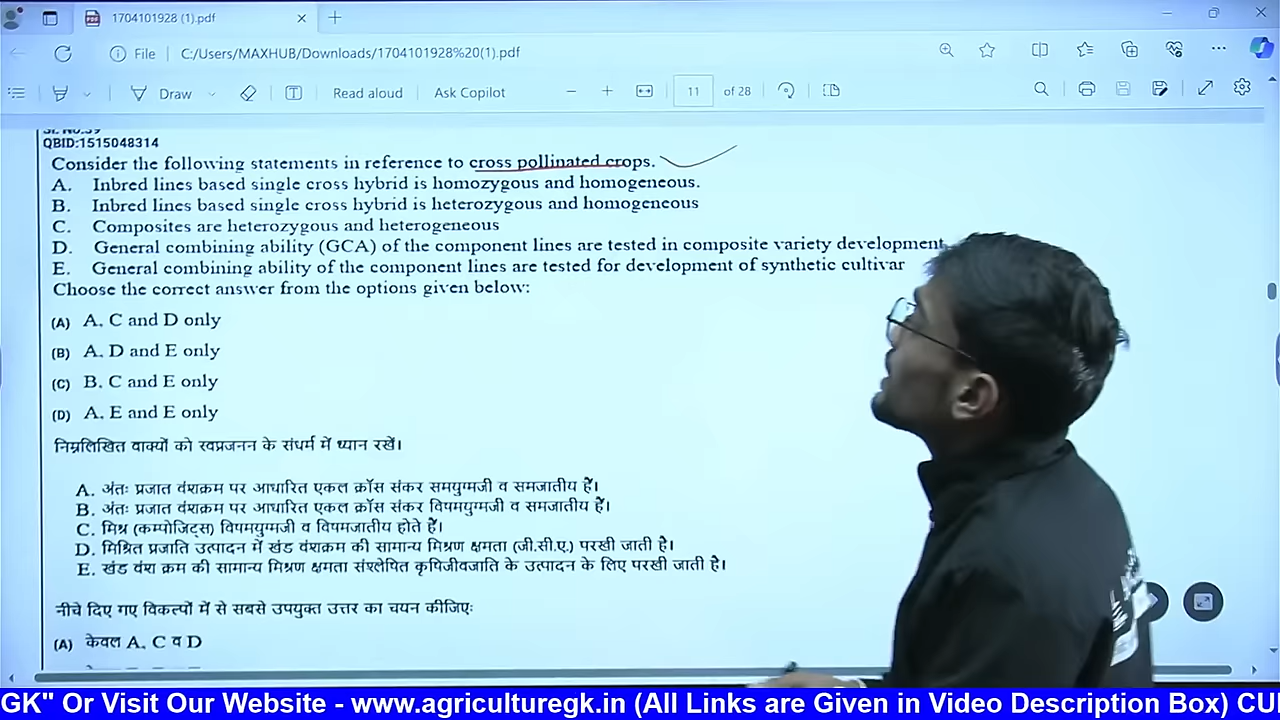 1704101928 (1).pdf
File C:/Users/MAXHUB/Downloads/1704101928%20(1).pdf
Draw Read aloud Ask Copilot 11 of 28
QBID:1515048314
Consider the following statements in reference to cross pollinated crops.
A. Inbred lines based single cross hybrid is homozygous and homogeneous.
B. Inbred lines based single cross hybrid is heterozygous and homogeneous
C. Composites are heterozygous and heterogeneous
D. General combining ability (GCA) of the component lines are tested in composite variety development
E. General combining ability of the component lines are tested for development of synthetic cultivar
Choose the correct answer from the options given below:
(A) A, C and D only
(B) A, D and E only
(C) B, C and E only
(D) A, E and E only
निम्नलिखित वाक्यों को स्वप्रजनन के संधर्म में ध्यान रखें।
A. अंतः प्रजात वंशक्रम पर आधारित एकल क्रॉस संकर समयुग्मजी व समजातीय हैं।
B. अंतः प्रजात वंशक्रम पर आधारित एकल क्रॉस संकर विषमयुग्मजी व समजातीय हैं।
C. मिश्र (कम्पोजिट्स) विषमयुग्मजी व विषमजातीय होते हैं।
D. मिश्रित प्रजाति उत्पादन में खंड वंशक्रम की सामान्य मिश्रण क्षमता (जी.सी.ए.) परखी जाती है।
E. खंड वंश क्रम की सामान्य मिश्रण क्षमता संश्लेषित कृषिजीवजाति के उत्पादन के लिए परखी जाती है।
नीचे दिए गए विकल्पों में से सबसे उपयुक्त उत्तर का चयन कीजिएः
(A) केवल A, C व D
GK" Or Visit Our Website - www.agriculturegk.in (All Links are Given in Video Description Box) CU